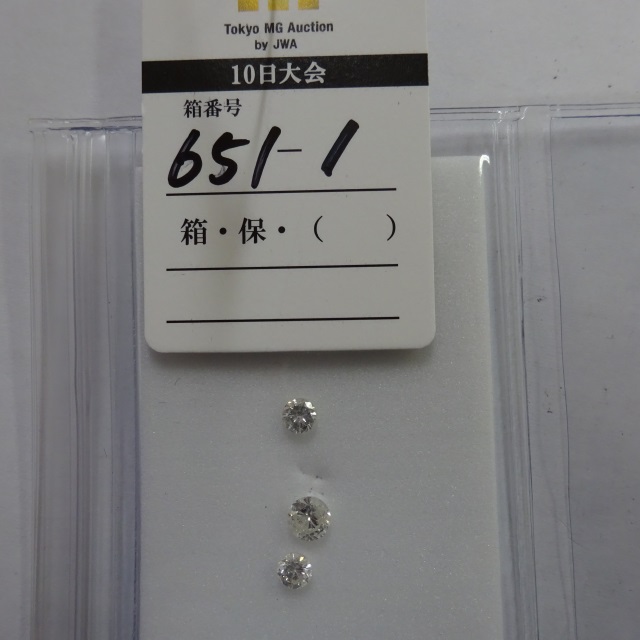 Tokyo MG Auction
by JWA
10日大会
箱番号
651-1
箱・保・（　　）